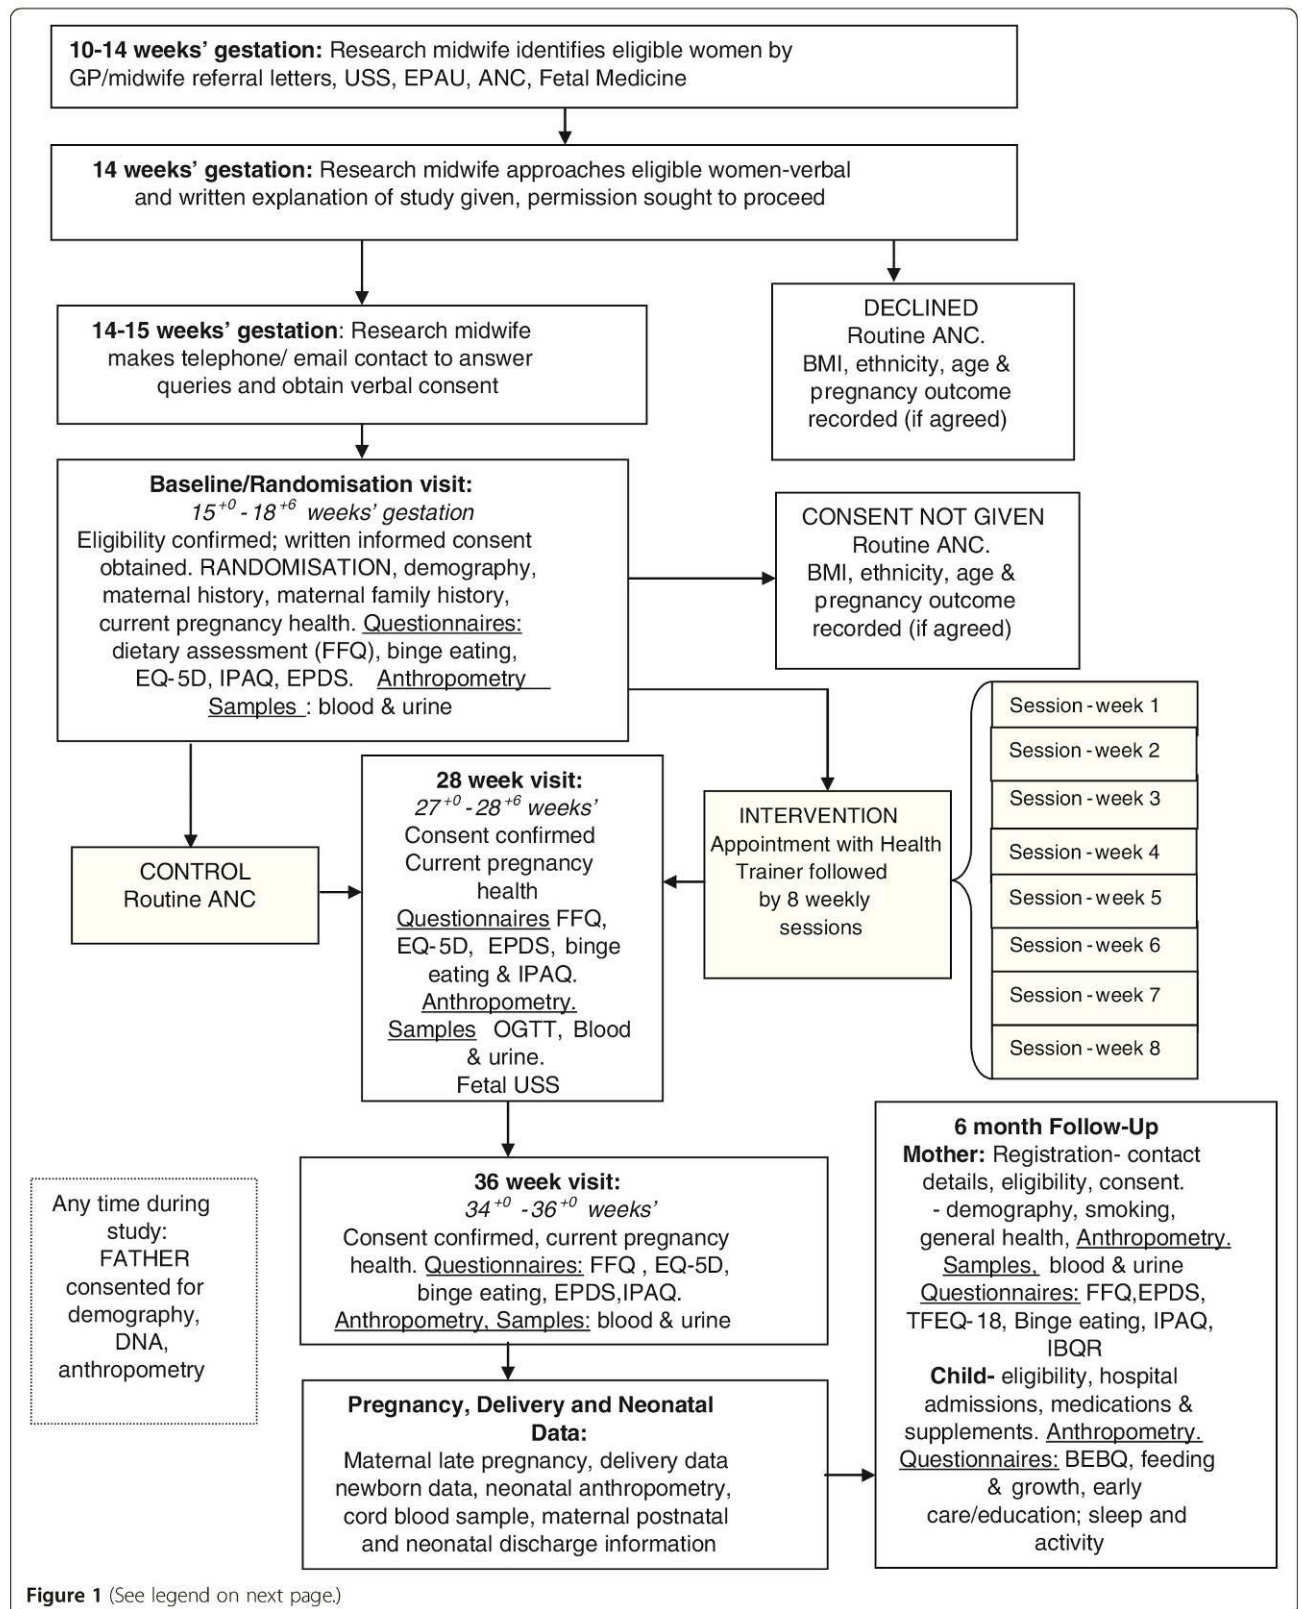 10-14 weeks’ gestation: Research midwife identifies eligible women by
GP/midwife referral letters, USS, EPAU, ANC, Fetal Medicine
14 weeks’ gestation: Research midwife approaches eligible women-verbal
and written explanation of study given, permission sought to proceed
14-15 weeks’ gestation: Research midwife
makes telephone/ email contact to answer
queries and obtain verbal consent
DECLINED
Routine ANC.
BMI, ethnicity, age &
pregnancy outcome
recorded (if agreed)
Baseline/Randomisation visit:
15+0 - 18+6 weeks’ gestation
Eligibility confirmed; written informed consent
obtained. RANDOMISATION, demography,
maternal history, maternal family history,
current pregnancy health. Questionnaires:
dietary assessment (FFQ), binge eating,
EQ-5D, IPAQ, EPDS. Anthropometry
Samples : blood & urine
CONSENT NOT GIVEN
Routine ANC.
BMI, ethnicity, age &
pregnancy outcome
recorded (if agreed)
CONTROL
Routine ANC
28 week visit:
27+0 - 28+6 weeks’
Consent confirmed
Current pregnancy
health
Questionnaires FFQ,
EQ-5D, EPDS, binge
eating & IPAQ.
Anthropometry.
Samples OGTT, Blood
& urine.
Fetal USS
INTERVENTION
Appointment with Health
Trainer followed
by 8 weekly
sessions
Session - week 1
Session - week 2
Session - week 3
Session - week 4
Session - week 5
Session - week 6
Session - week 7
Session - week 8
36 week visit:
34+0 -36+0 weeks’
Consent confirmed, current pregnancy
health. Questionnaires: FFQ , EQ-5D,
binge eating, EPDS,IPAQ.
Anthropometry, Samples: blood & urine
Any time during
study:
FATHER
consented for
demography,
DNA,
anthropometry
Pregnancy, Delivery and Neonatal
Data:
Maternal late pregnancy, delivery data
newborn data, neonatal anthropometry,
cord blood sample, maternal postnatal
and neonatal discharge information
6 month Follow-Up
Mother: Registration- contact
details, eligibility, consent.
- demography, smoking,
general health, Anthropometry.
Samples, blood & urine
Questionnaires: FFQ,EPDS,
TFEQ-18, Binge eating, IPAQ,
IBQR
Child- eligibility, hospital
admissions, medications &
supplements. Anthropometry.
Questionnaires: BEBQ, feeding
& growth, early
care/education; sleep and
activity
Figure 1 (See legend on next page.)